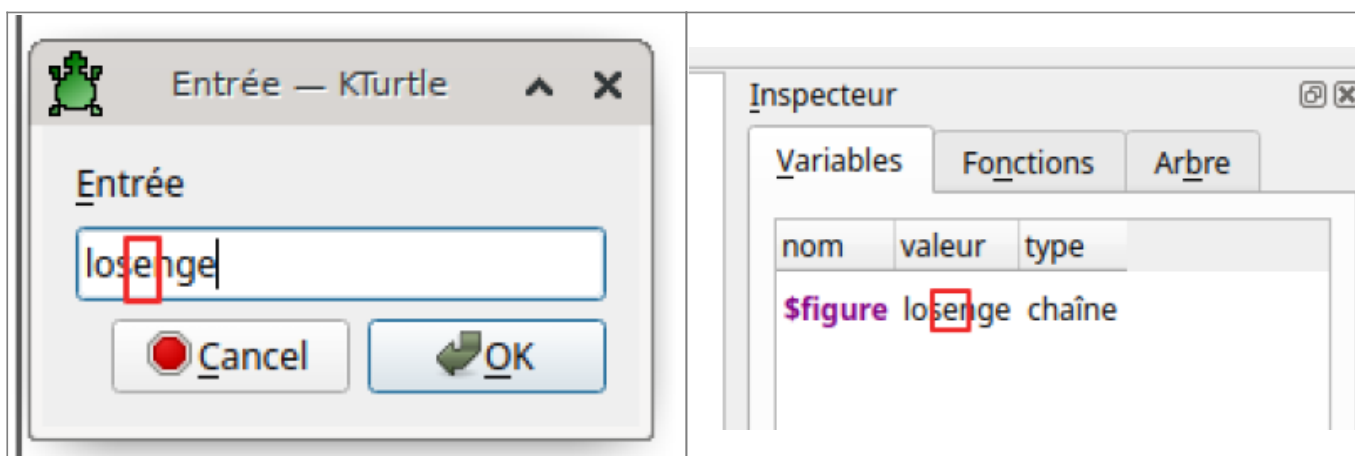 Entrée — KTurtle
Entrée
losenge
Cancel
OK
Inspecteur
Variables Fonctions Arbre
nom valeur type
$figure losenge chaîne